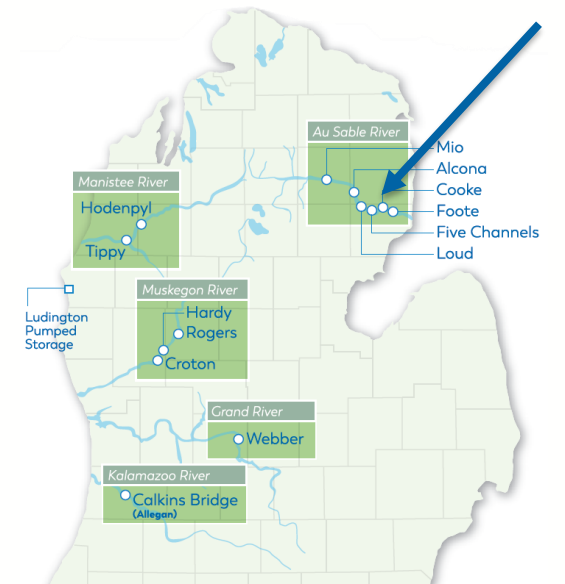 Au Sable River
Mio
Alcona
Cooke
Foote
Five Channels
Loud
Manistee River
Hodenpyl
Tippy
Ludington
Pumped
Storage
Muskegon River
Hardy
Rogers
Croton
Grand River
Webber
Kalamazoo River
Calkins Bridge
(Allegan)